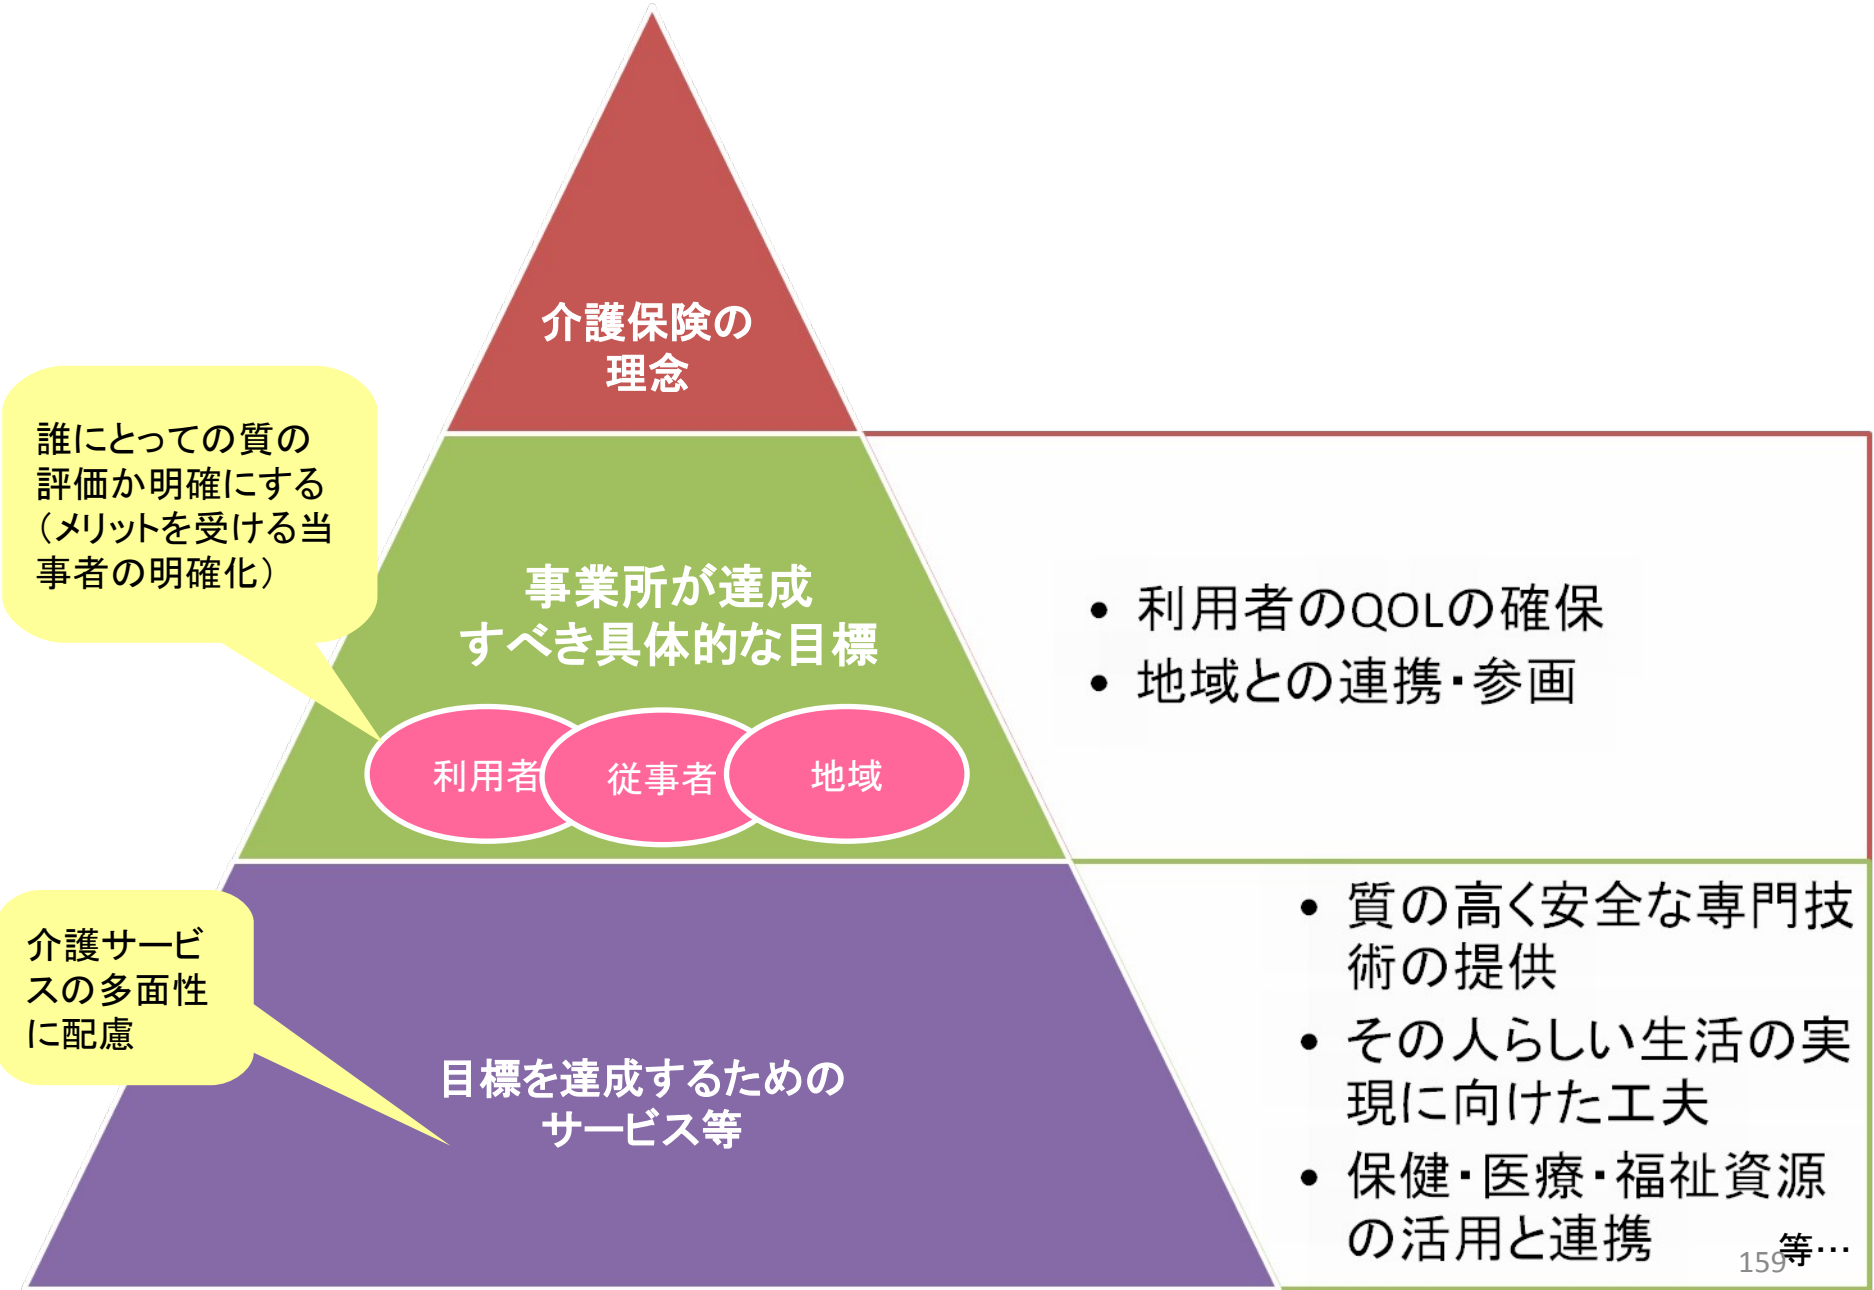 介護保険の
理念
誰にとっての質の
評価か明確にする
（メリットを受ける当
事者の明確化）
事業所が達成
すべき具体的な目標
利用者
従事者
地域
• 利用者のQOLの確保
• 地域との連携・参画
介護サービ
スの多面性
に配慮
目標を達成するための
サービス等
• 質の高く安全な専門技
術の提供
• その人らしい生活の実
現に向けた工夫
• 保健・医療・福祉資源
の活用と連携
等…
159